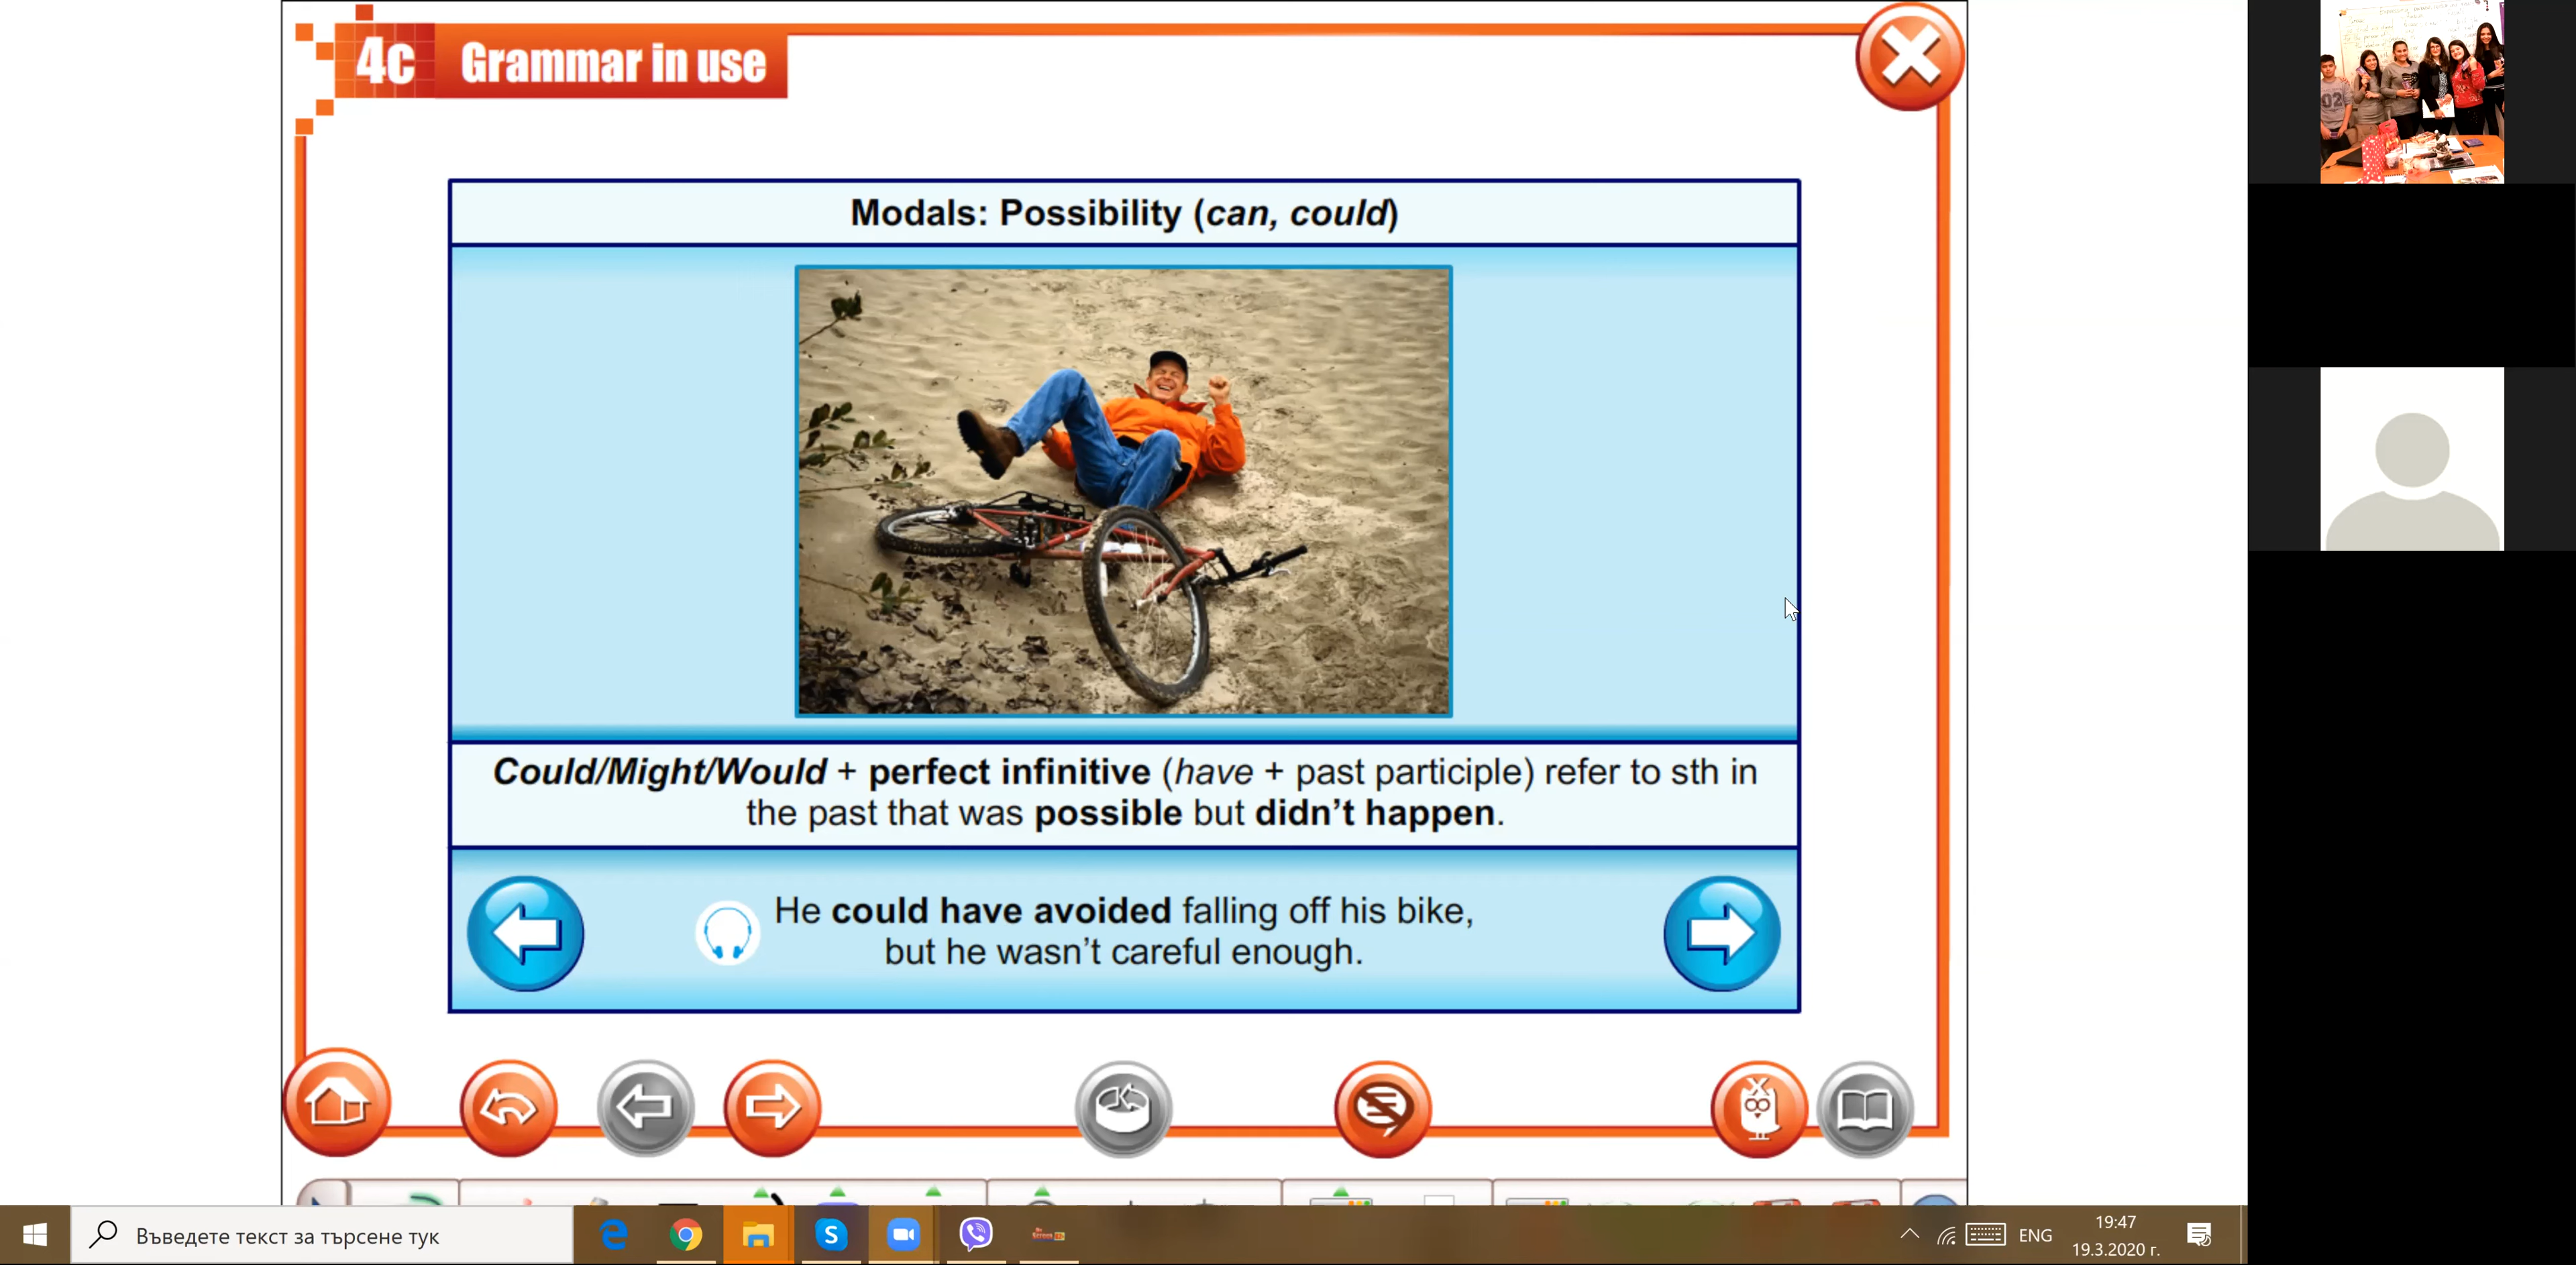 4c Grammar in use
Modals: Possibility (can, could)
Could/Might/Would + perfect infinitive (have + past participle) refer to sth in
the past that was possible but didn't happen.
He could have avoided falling off his bike,
but he wasn't careful enough.
Въведете текст за търсене тук
ENG
19:47
19.3.2020 г.